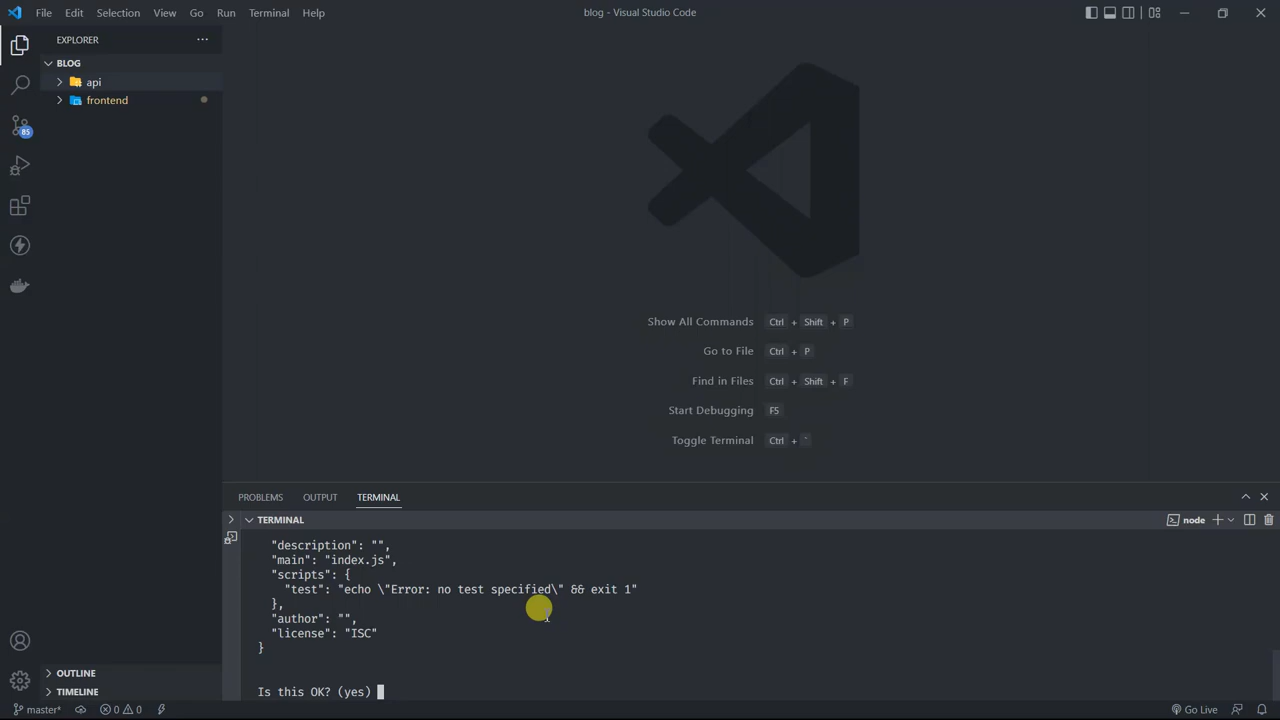 File Edit Selection View Go Run Terminal Help
blog - Visual Studio Code
EXPLORER
BLOG
api
frontend
85
Show All Commands Ctrl + Shift + P
Go to File Ctrl + P
Find in Files Ctrl + Shift + F
Start Debugging F5
Toggle Terminal Ctrl + `
PROBLEMS OUTPUT TERMINAL
TERMINAL
node
"description": "",
"main": "index.js",
"scripts": {
"test": "echo \"Error: no test specified\" && exit 1"
},
"author": "",
"license": "ISC"
}
Is this OK? (yes)
OUTLINE
TIMELINE
master* 0 0 Go Live